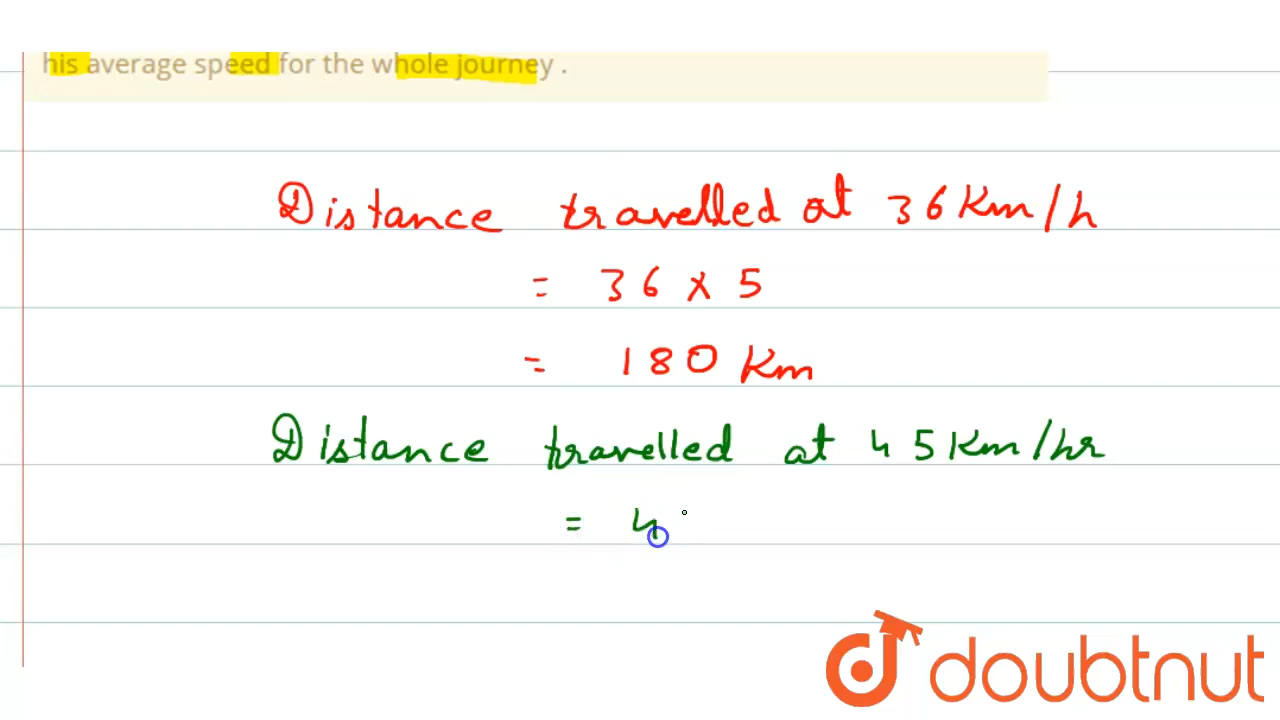 his average speed for the whole journey .
Distance travelled at 36 Km/h
= 36 x 5
= 180 Km
Distance travelled at 45 Km/hr
= 4
doubtnut